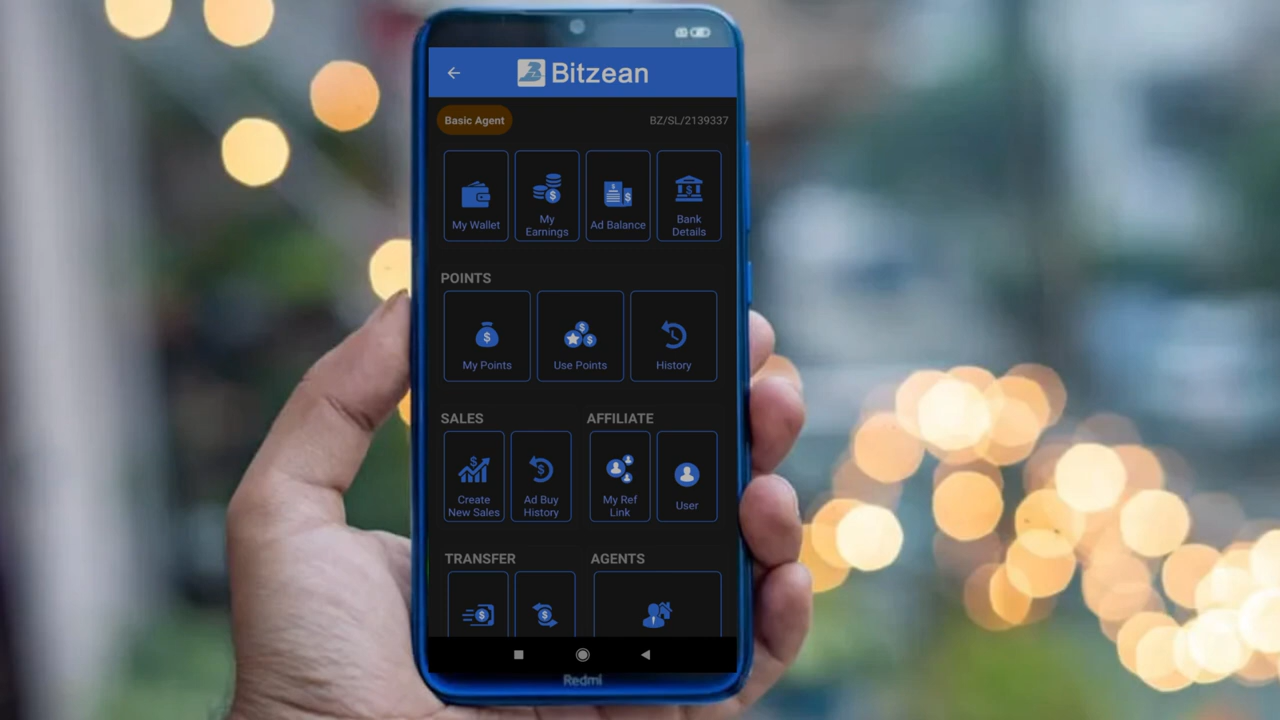 Bitzean
Basic Agent
BZ/SL/2139337
My Wallet
My
Earnings
Ad Balance
Bank
Details
POINTS
My Points
Use Points
History
SALES
AFFILIATE
Create
New Sales
Ad Buy
History
My Ref
Link
User
TRANSFER
AGENTS
Redmi